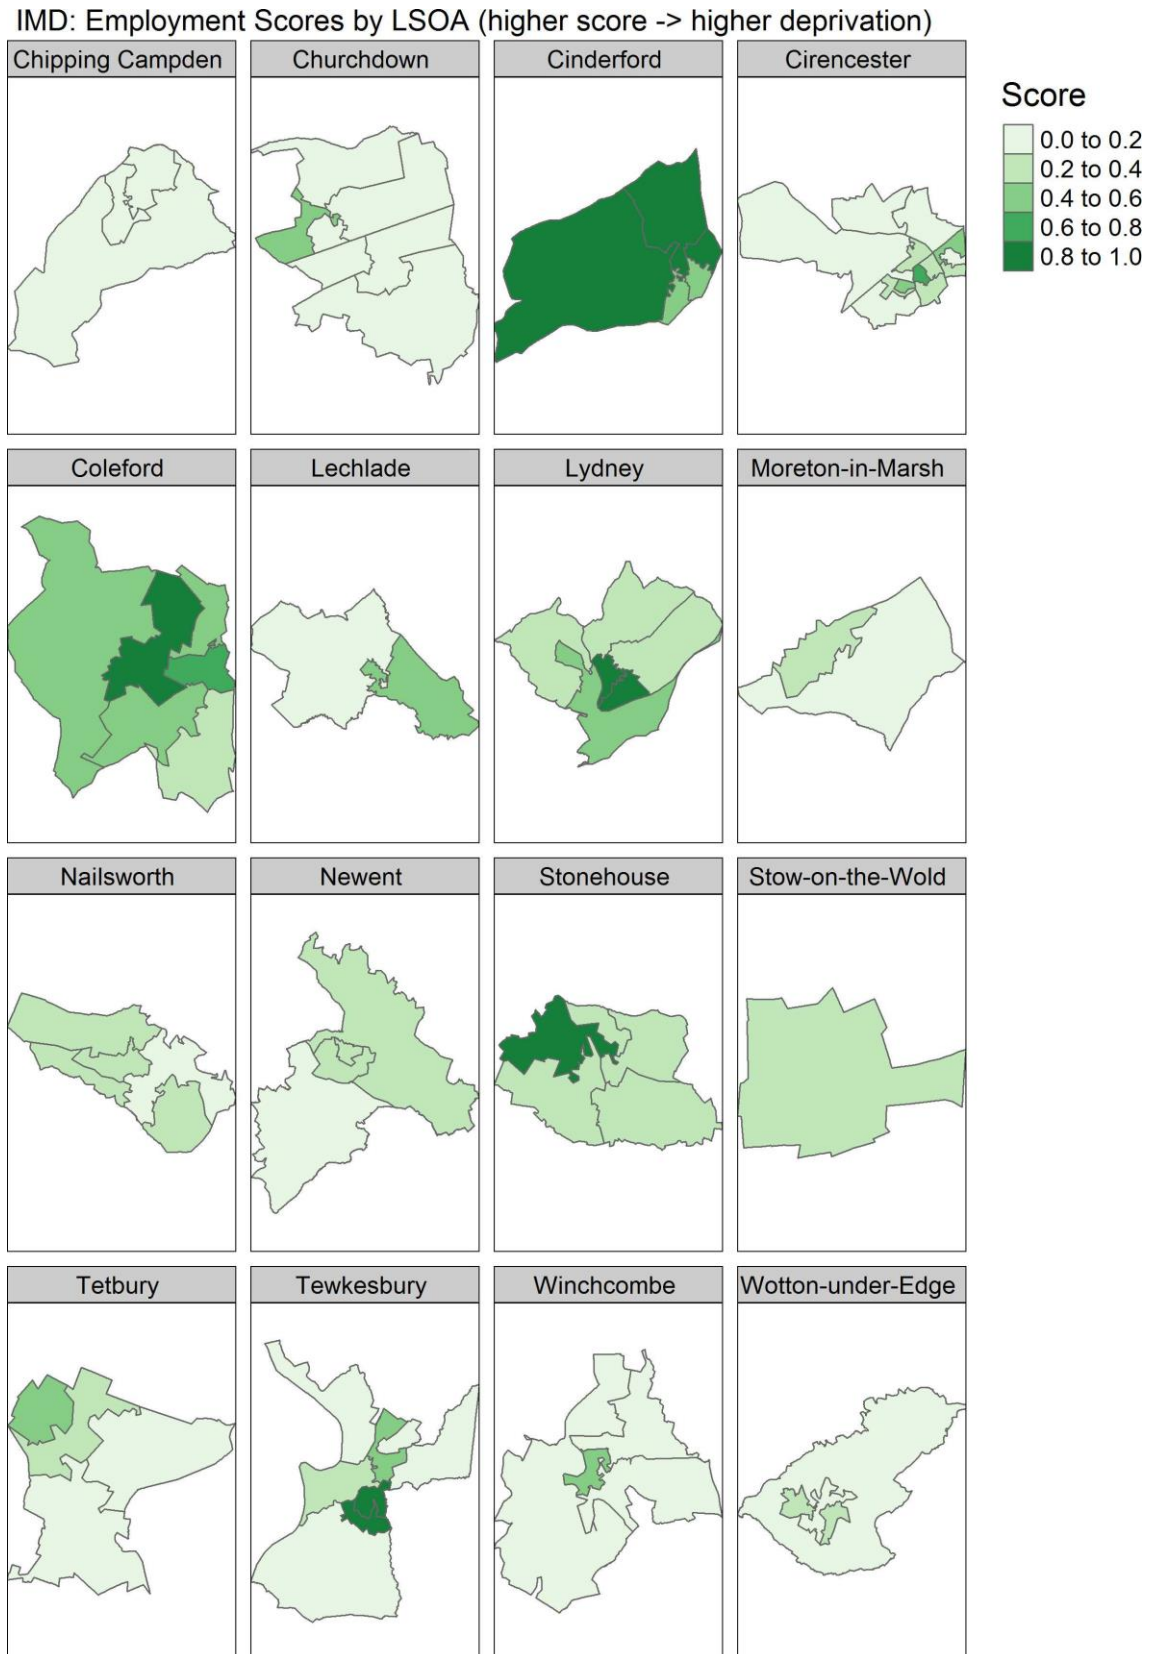 IMD: Employment Scores by LSOA (higher score -> higher deprivation)
Chipping Campden
Churchdown
Cinderford
Cirencester
Score
0.0 to 0.2
0.2 to 0.4
0.4 to 0.6
0.6 to 0.8
0.8 to 1.0
Coleford
Lechlade
Lydney
Moreton-in-Marsh
Nailsworth
Newent
Stonehouse
Stow-on-the-Wold
Tetbury
Tewkesbury
Winchcombe
Wotton-under-Edge